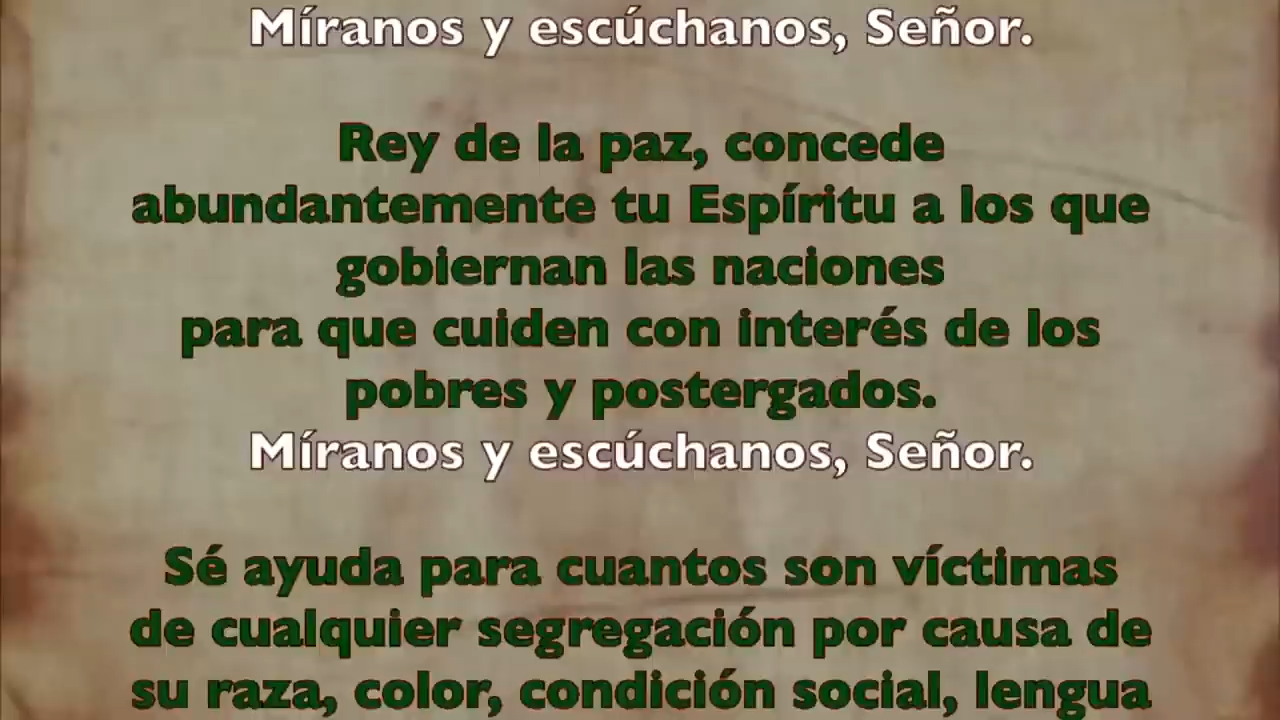 Míranos y escúchanos, Señor.
Rey de la paz, concede
abundantemente tu Espíritu a los que
gobiernan las naciones
para que cuiden con interés de los
pobres y postergados.
Míranos y escúchanos, Señor.
Sé ayuda para cuantos son víctimas
de cualquier segregación por causa de
su raza, color, condición social, lengua